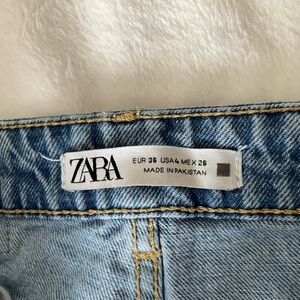 ZARA
EUR 36 USA 4 MEX 26
MADE IN PAKISTAN